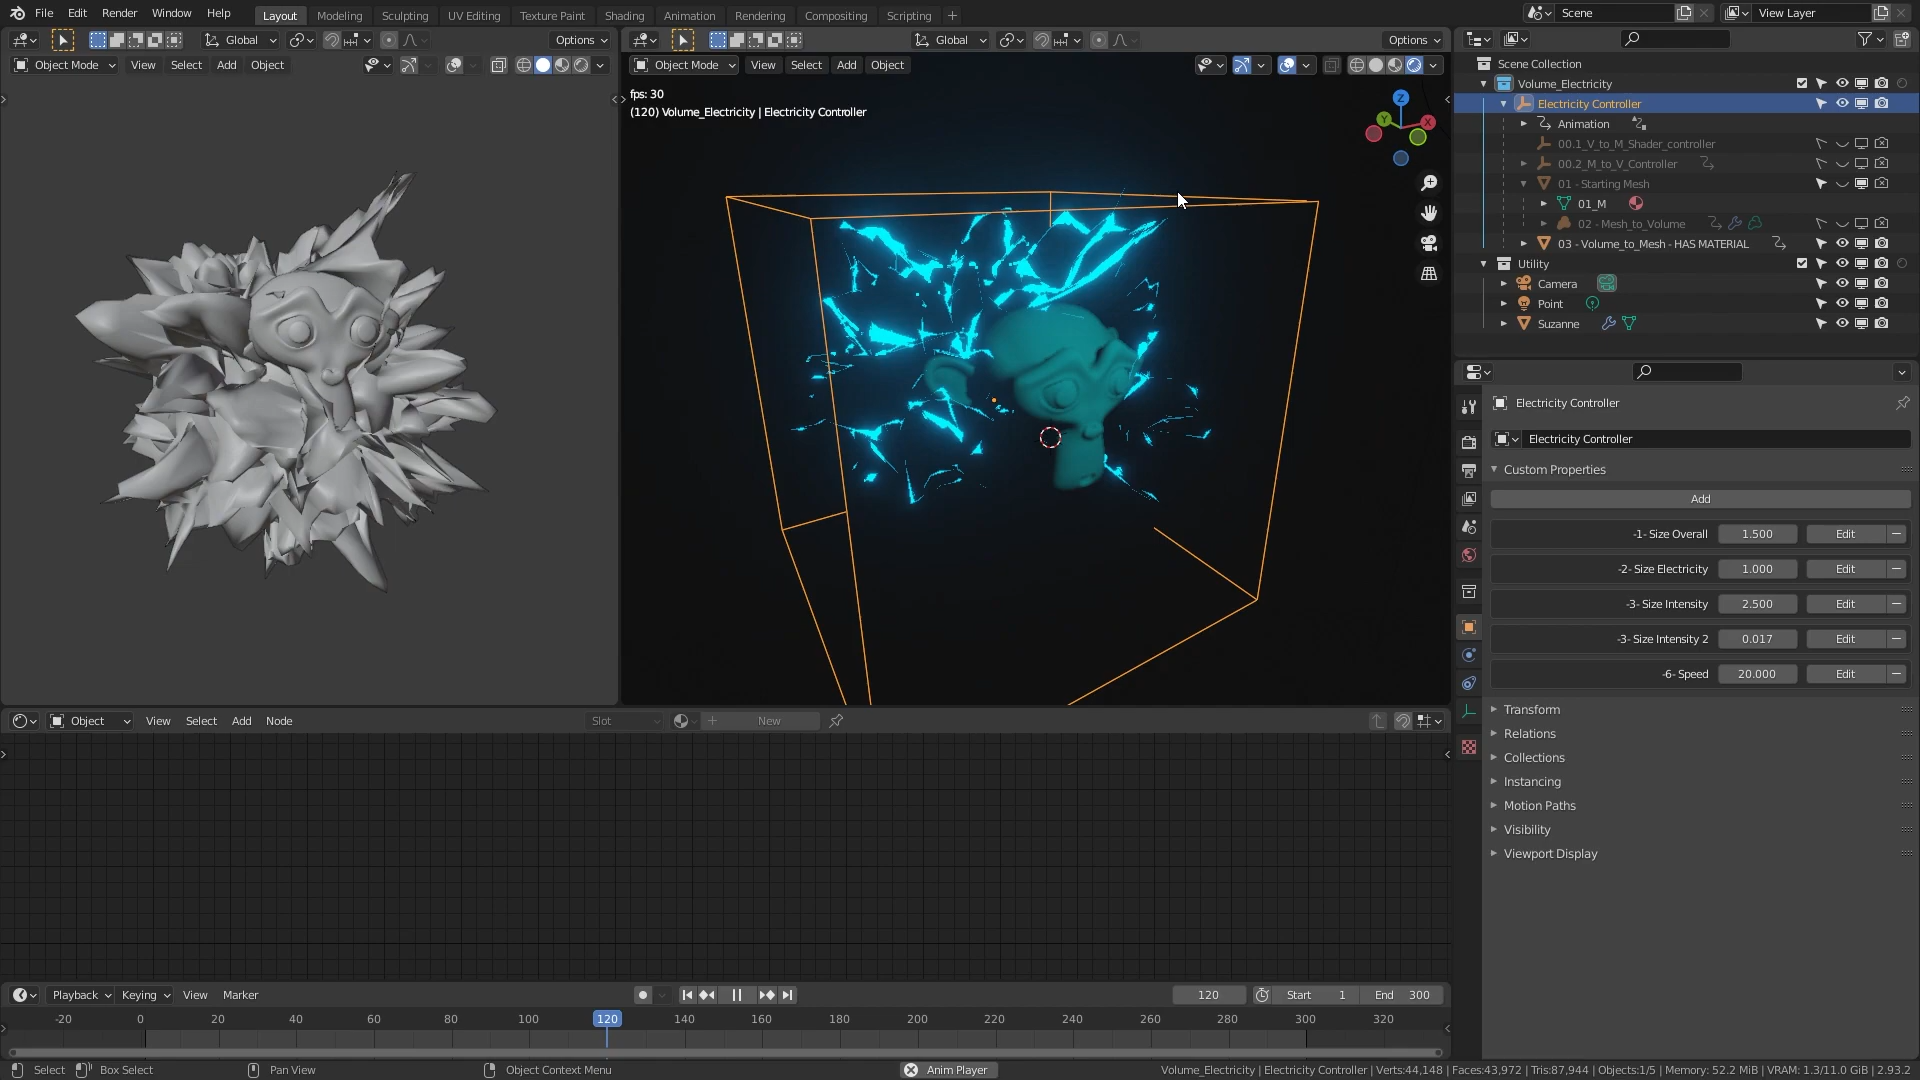 File Edit Render Window Help Layout Modeling Sculpting UV Editing Texture Paint Shading Animation Rendering Compositing Scripting + Scene View Layer
Global Options
Object Mode View Select Add Object
Global Options
Object Mode View Select Add Object
fps: 30
(120) Volume_Electricity | Electricity Controller
Z
Y
X
Scene Collection
Volume_Electricity
Electricity Controller
Animation
00.1_V_to_M_Shader_controller
00.2_M_to_V_Controller
01 - Starting Mesh
01_M
02 - Mesh_to_Volume
03 - Volume_to_Mesh - HAS MATERIAL
Utility
Camera
Point
Suzanne
Electricity Controller
Electricity Controller
Custom Properties
Add
-1- Size Overall 1.500 Edit
-2- Size Electricity 1.000 Edit
-3- Size Intensity 2.500 Edit
-3- Size Intensity 2 0.017 Edit
-6- Speed 20.000 Edit
Transform
Relations
Collections
Instancing
Motion Paths
Visibility
Viewport Display
Object View Select Add Node Slot New
Playback Keying View Marker 120 Start 1 End 300
-20 0 20 40 60 80 100 120 140 160 180 200 220 240 260 280 300 320
Select Box Select Pan View Object Context Menu Anim Player Volume_Electricity | Electricity Controller | Verts:44,148 | Faces:43,972 | Tris:87,944 | Objects:1/5 | Memory: 52.2 MiB | VRAM: 1.3/11.0 GiB | 2.93.2